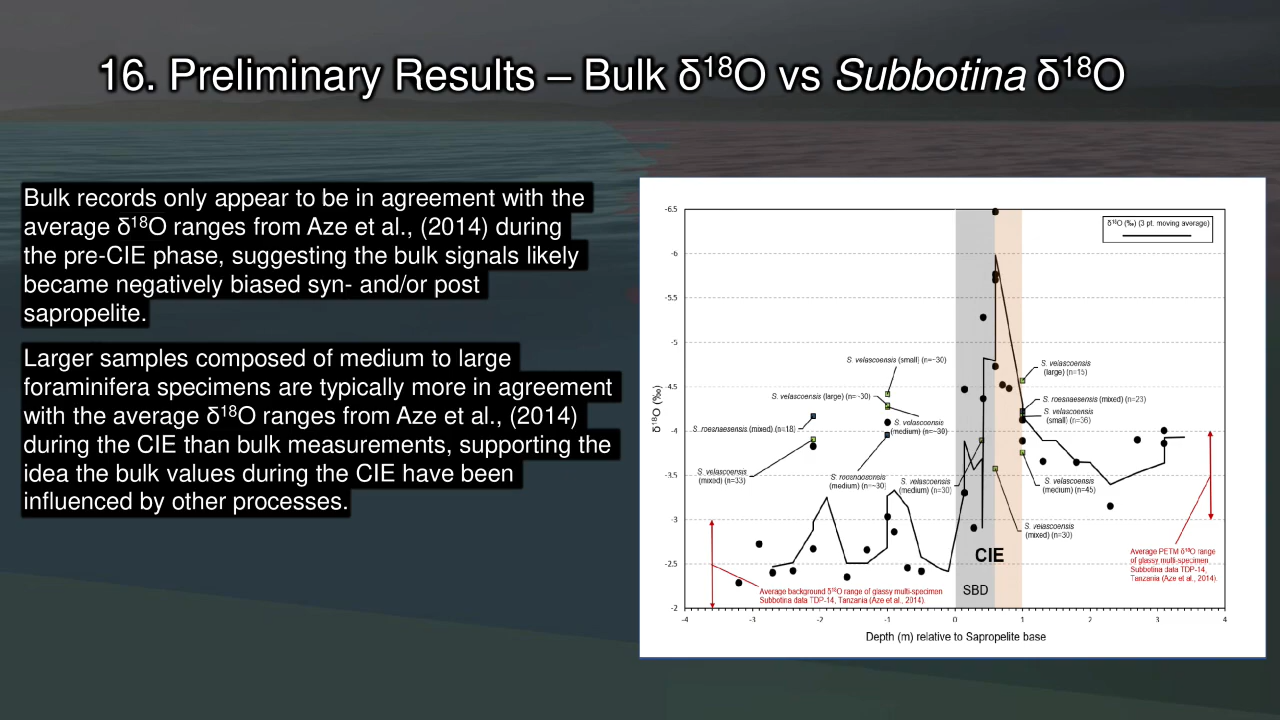 16. Preliminary Results – Bulk δ¹⁸O vs Subbotina δ¹⁸O
Bulk records only appear to be in agreement with the
average δ¹⁸O ranges from Aze et al., (2014) during
the pre-CIE phase, suggesting the bulk signals likely
became negatively biased syn- and/or post
sapropelite.
Larger samples composed of medium to large
foraminifera specimens are typically more in agreement
with the average δ¹⁸O ranges from Aze et al., (2014)
during the CIE than bulk measurements, supporting the
idea the bulk values during the CIE have been
influenced by other processes.
δ¹⁸O (‰) (3 pt. moving average)
δ¹⁸O (‰)
-6.5
-6
-5.5
-5
-4.5
-4
-3.5
-3
-2.5
-2
S. velascoensis (small) (n=~30)
S. velascoensis (large) (n=~30)
S. roesnaesensis (mixed) (n=18)
S. velascoensis
(medium) (n=~30)
S. velascoensis
(mixed) (n=33)
(medium) (n=~30)
S. velascoensis
(medium) (n=30)
S. velascoensis
(large) (n=15)
S. roesnaesensis (mixed) (n=23)
S. velascoensis
(small) (n=36)
S. velascoensis
(medium) (n=45)
S. velascoensis
(mixed) (n=30)
CIE
SBD
Average background δ¹⁸O range of glassy multi-specimen
Subbotina data TDP-14, Tanzania (Aze et al., 2014).
Average PETM δ¹⁸O range
of glassy multi-specimen
Subbotina data TDP-14,
Tanzania (Aze et al., 2014).
-4 -3 -2 -1 0 1 2 3 4
Depth (m) relative to Sapropelite base